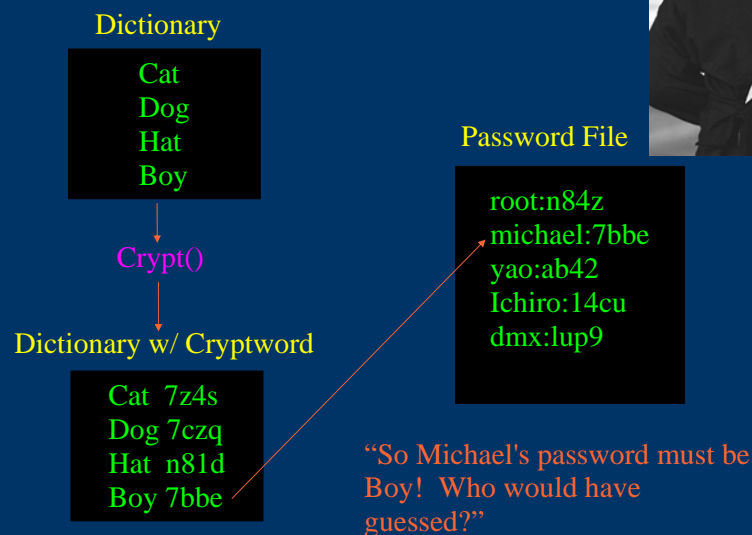 Dictionary
Cat
Dog
Hat
Boy
Crypt()
Dictionary w/ Cryptword
Cat 7z4s
Dog 7czq
Hat n81d
Boy 7bbe
Password File
root:n84z
michael:7bbe
yao:ab42
Ichiro:14cu
dmx:lup9
“So Michael's password must be
Boy! Who would have
guessed?”